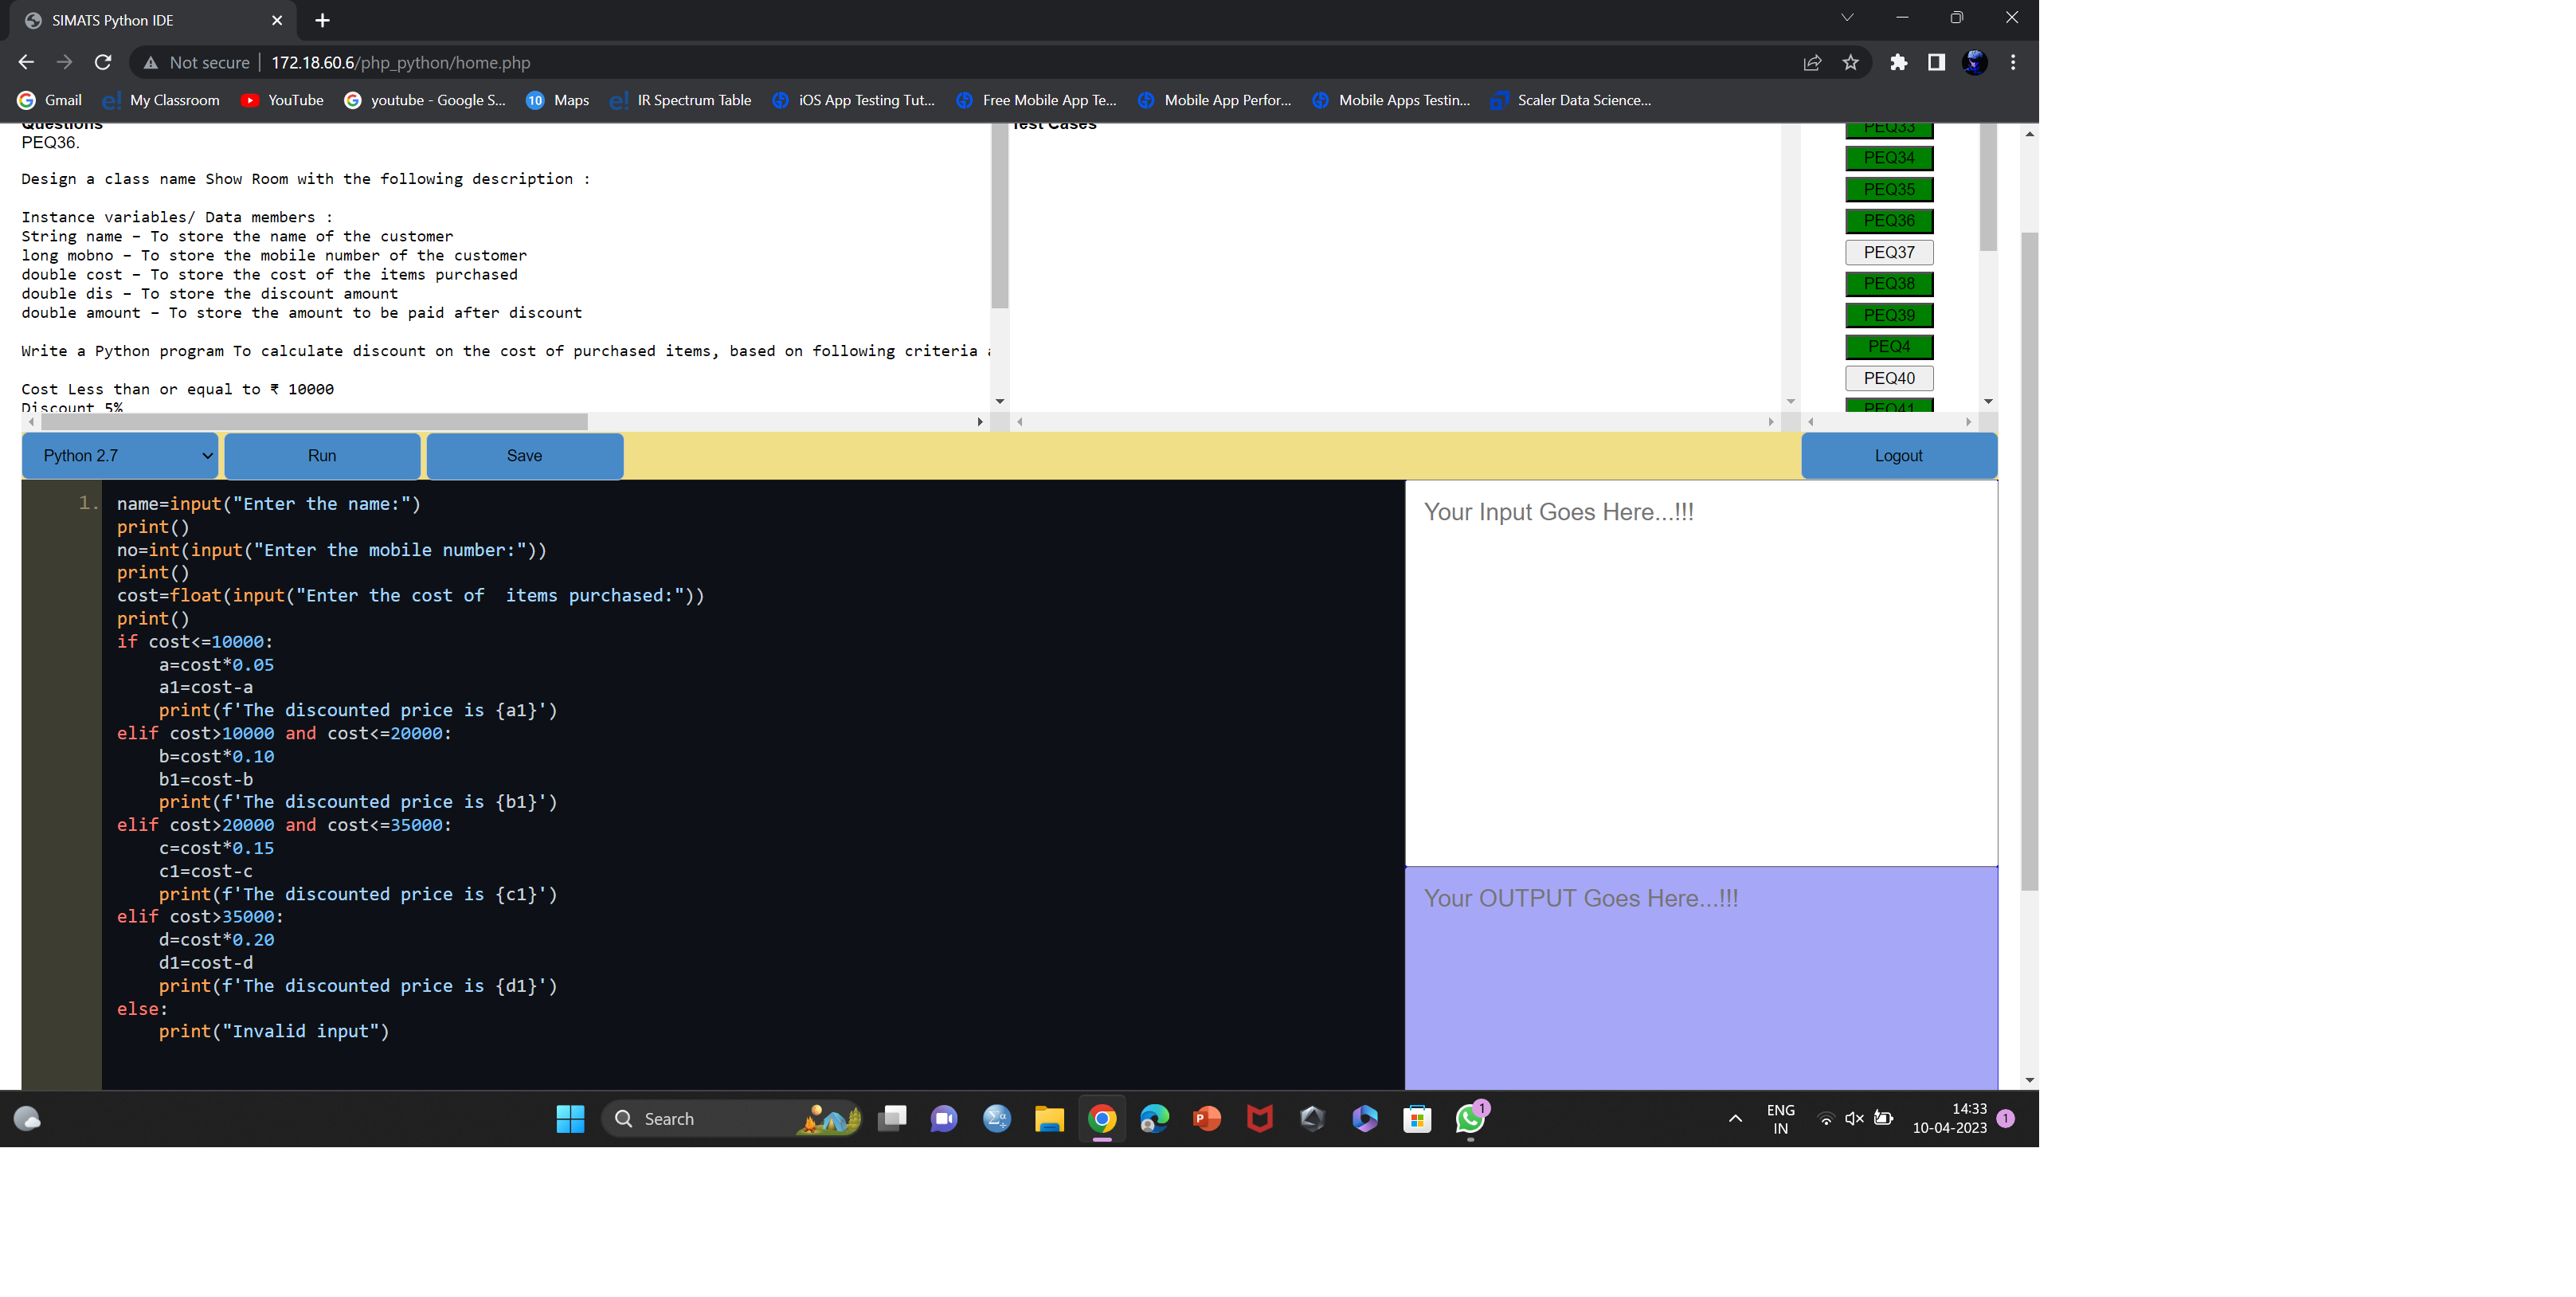 SIMATS Python IDE
Not secure 172.18.60.6/php_python/home.php
Gmail My Classroom YouTube youtube - Google S... Maps IR Spectrum Table iOS App Testing Tut... Free Mobile App Te... Mobile App Perfor... Mobile Apps Testin... Scaler Data Science...
Questions
PEQ36.
Design a class name Show Room with the following description :
Instance variables/ Data members :
String name – To store the name of the customer
long mobno – To store the mobile number of the customer
double cost – To store the cost of the items purchased
double dis – To store the discount amount
double amount – To store the amount to be paid after discount
Write a Python program To calculate discount on the cost of purchased items, based on following criteria
Cost Less than or equal to ₹ 10000
Discount 5%
Test Cases
PEQ33
PEQ34
PEQ35
PEQ36
PEQ37
PEQ38
PEQ39
PEQ4
PEQ40
PEQ41
Python 2.7 Run Save Logout
1. name=input("Enter the name:")
print()
no=int(input("Enter the mobile number:"))
print()
cost=float(input("Enter the cost of  items purchased:"))
print()
if cost<=10000:
    a=cost*0.05
    a1=cost-a
    print(f'The discounted price is {a1}')
elif cost>10000 and cost<=20000:
    b=cost*0.10
    b1=cost-b
    print(f'The discounted price is {b1}')
elif cost>20000 and cost<=35000:
    c=cost*0.15
    c1=cost-c
    print(f'The discounted price is {c1}')
elif cost>35000:
    d=cost*0.20
    d1=cost-d
    print(f'The discounted price is {d1}')
else:
    print("Invalid input")
Your Input Goes Here...!!!
Your OUTPUT Goes Here...!!!
Search
1
ENG
IN
14:33
10-04-2023
1